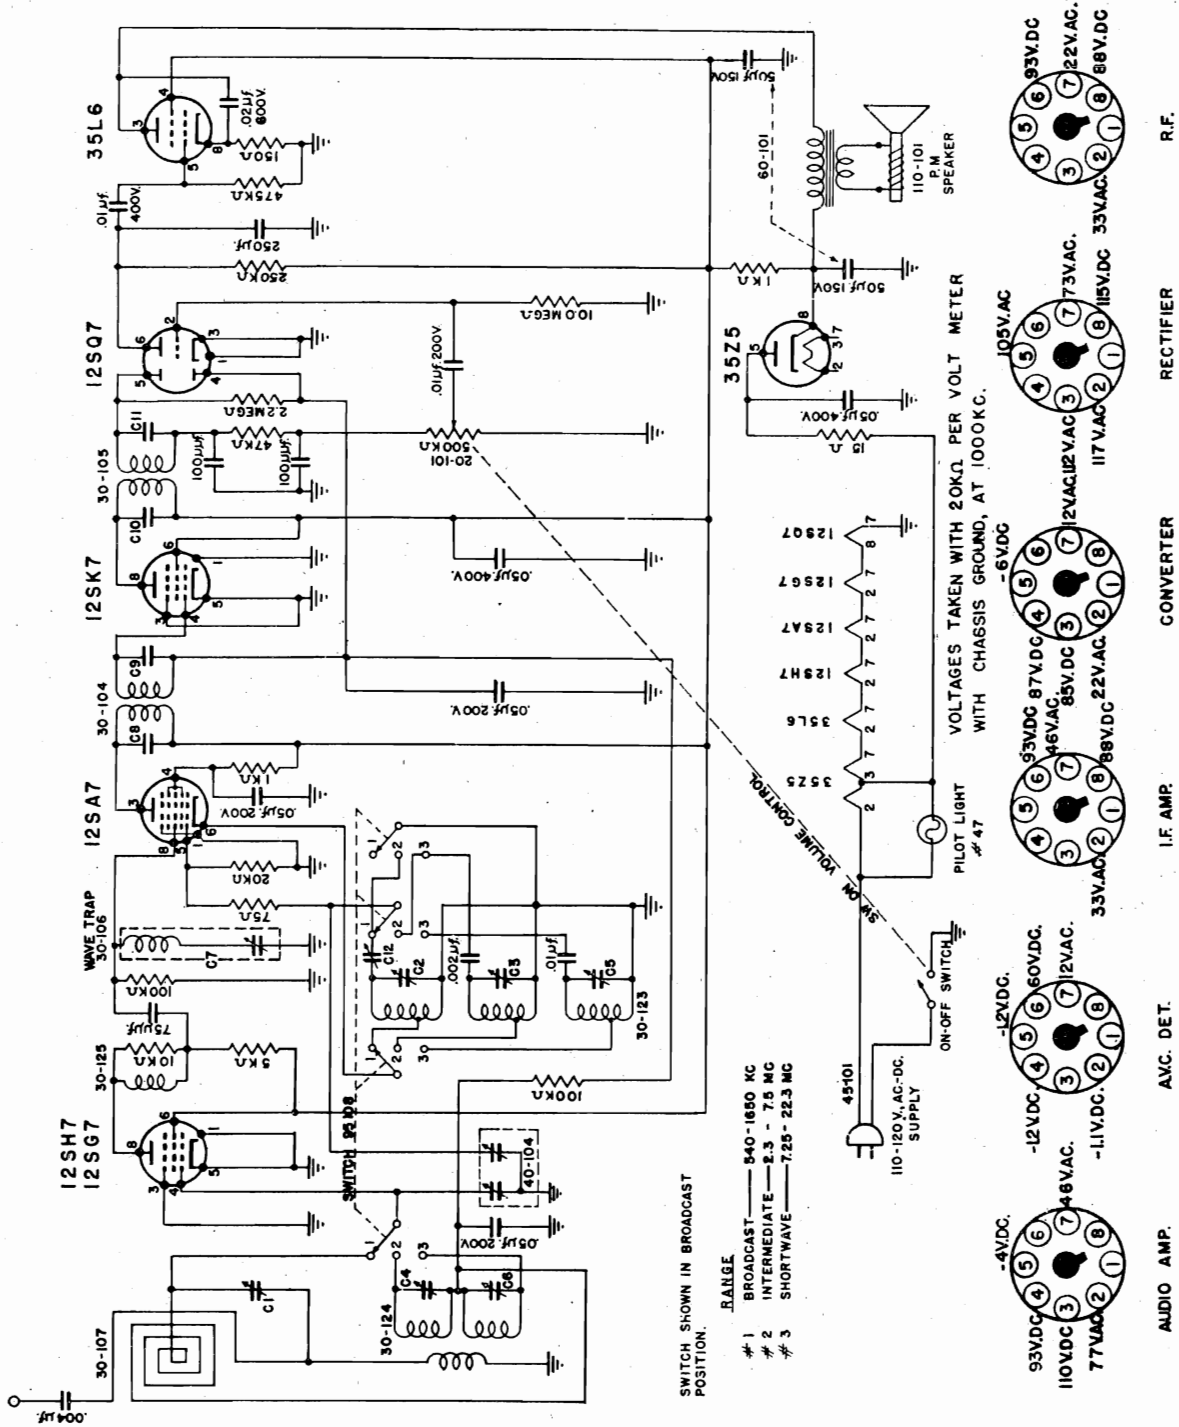 35L6
12SQ7
12SK7
12SA7
12SH7
12SG7
.02µf.
600V.
150Ω
475KΩ
.01µf.
400V.
250µf.
250KΩ
10.0 MEGΩ
.01µf.200V.
2.2 MEGΩ
C11
30-105
C10
47KΩ
100µµf.
100µµf.
500KΩ
20-101
.05µf.400V.
C9
30-104
C8
.05µf.200V.
1KΩ
.05µf.200V.
20KΩ
75Ω
WAVE TRAP
30-106
C7
100KΩ
75µµf.
30-125
10KΩ
5KΩ
SWITCH 95108
C12
C2
.002µf.
C3
.01µf.
C5
30-123
100KΩ
40-104
.05µf.200V.
C4
C6
30-124
C1
30-107
.004µf.
50µf.150V.
60-101
110-101
P.M
SPEAKER
1KΩ
50µf.150V.
35Z5
.05µf.400V.
15Ω
12SQ7
12SG7
12SA7
12SH7
35L6
35Z5
PILOT LIGHT
#47
SW ON VOLUME CONTROL
ON-OFF SWITCH
45101
110-120V.,AC.-DC.
SUPPLY
SWITCH SHOWN IN BROADCAST
POSITION.
RANGE
#1 BROADCAST 540-1650 KC
#2 INTERMEDIATE 2.3 - 7.5 MC
#3 SHORTWAVE 7.25 - 22.3 MC
VOLTAGES TAKEN WITH 20KΩ PER VOLT METER
WITH CHASSIS GROUND, AT 1000KC.
93V.DC
22V.AC.
88V.DC
33V.AC.
R.F.
105V.AC
73V.AC.
115V.DC
117V.AC
112V.AC
RECTIFIER
-.6V.DC
12V.AC.
22V.AC.
85V.DC
87V.DC.
CONVERTER
93V.DC
46V.AC.
88V.DC
33V.AC.
I.F. AMP.
-1.2V.DC.
60V.DC.
12V.AC.
-1.1V.DC.
-1.2V.DC.
A.V.C. DET.
-.4V.DC.
46V.AC.
77V.AC.
110V.DC
93V.DC.
AUDIO AMP.